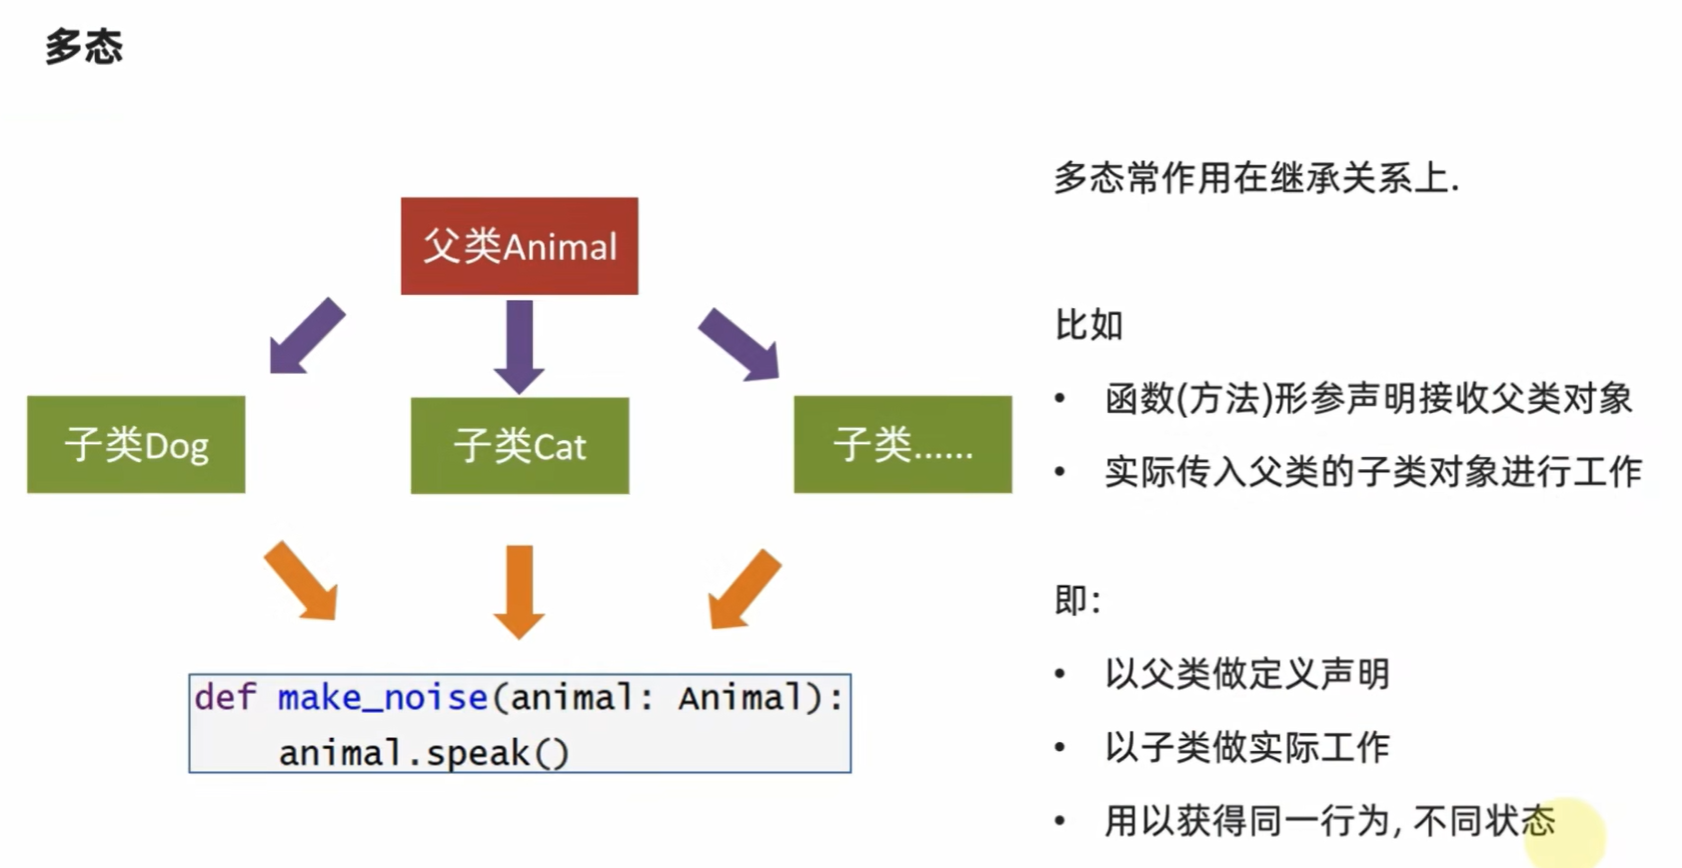 多态
父类Animal
子类Dog
子类Cat
子类......
def make_noise(animal: Animal):
animal.speak()
多态常作用在继承关系上.
比如
• 函数(方法)形参声明接收父类对象
• 实际传入父类的子类对象进行工作
即：
• 以父类做定义声明
• 以子类做实际工作
• 用以获得同一行为, 不同状态